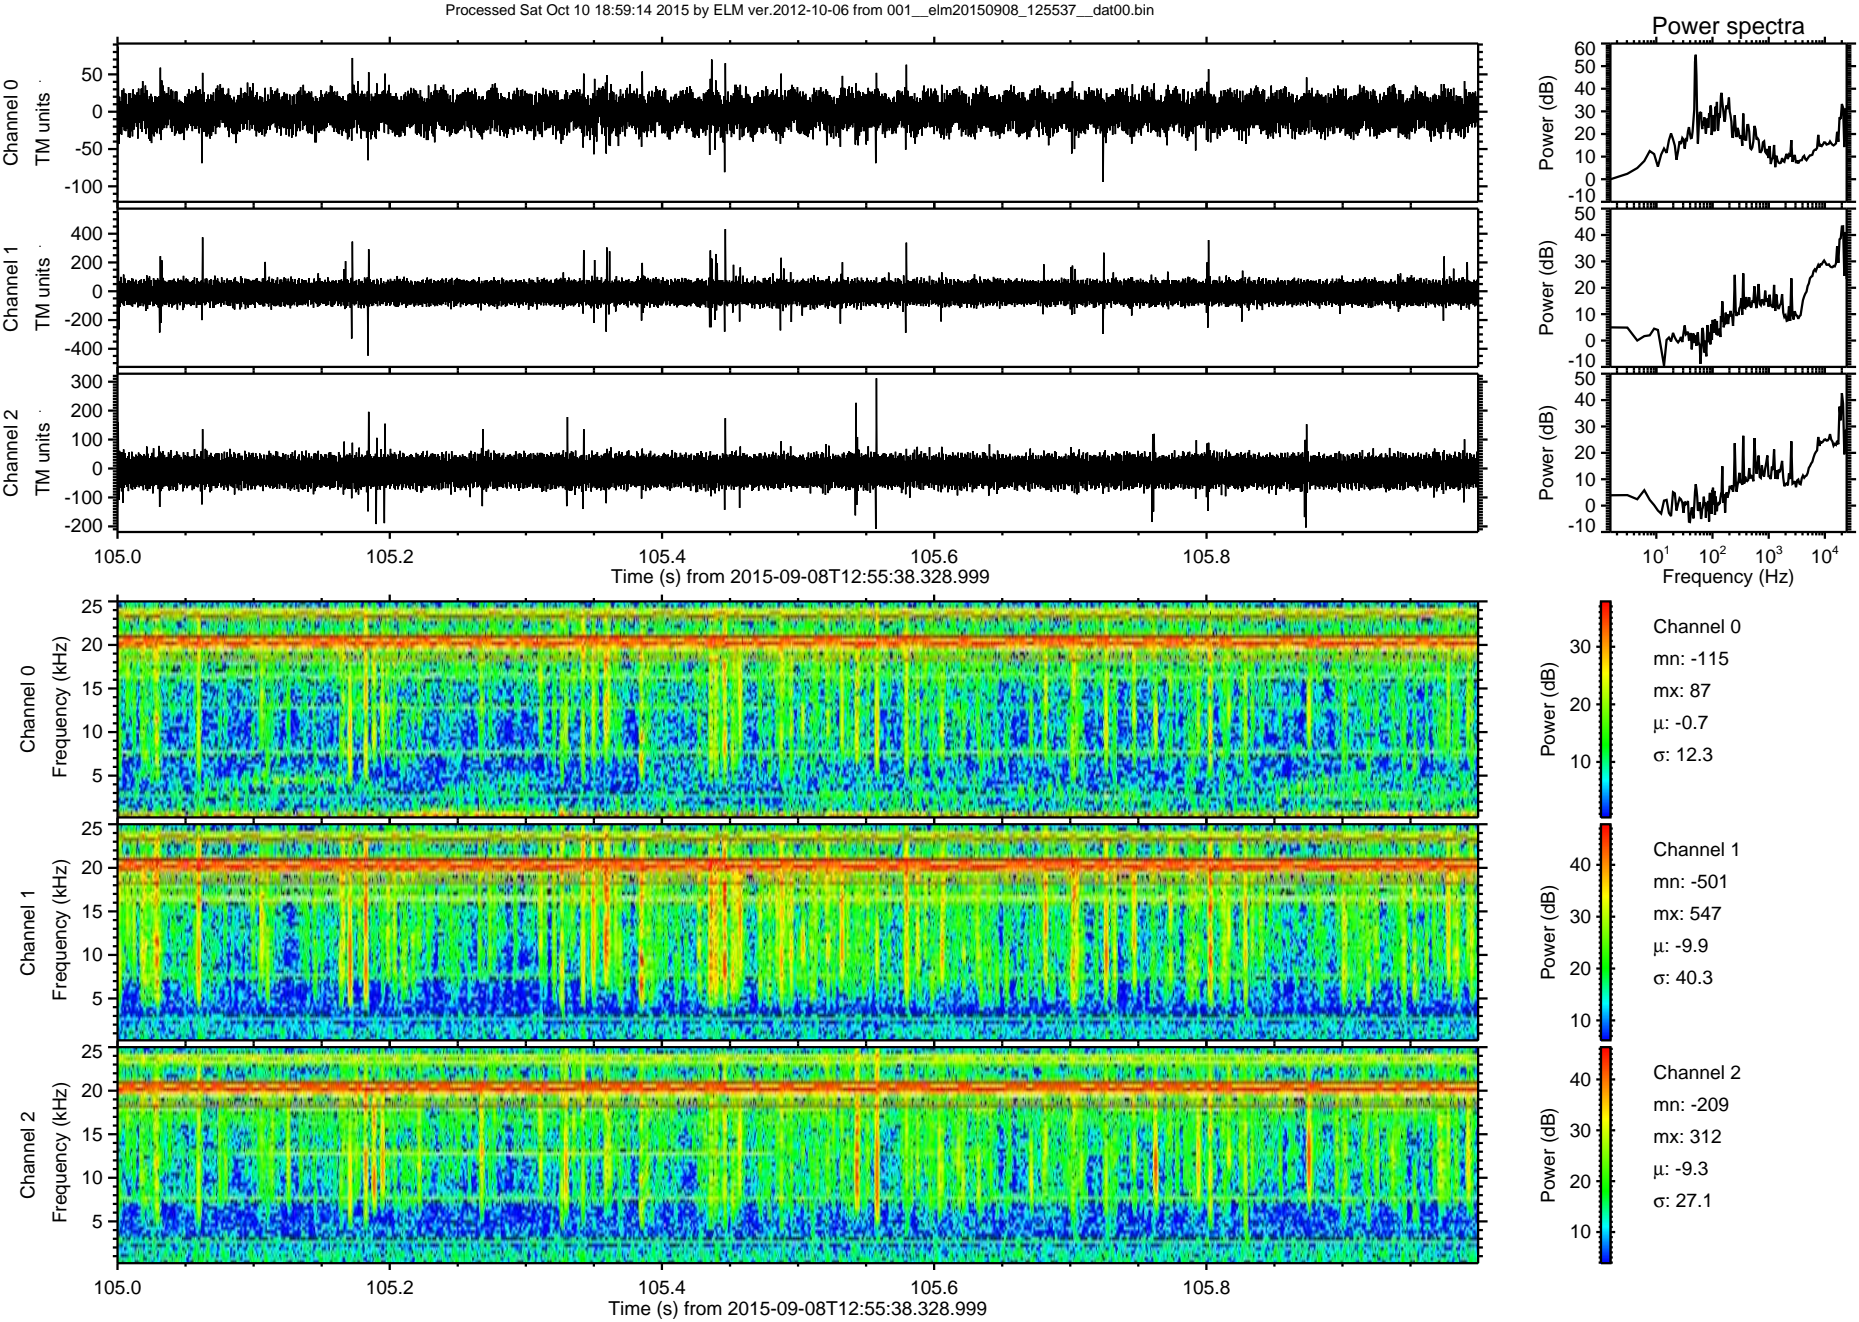 Processed Sat Oct 10 18:59:14 2015 by ELM ver.2012-10-06 from 001__elm20150908_125537__dat00.bin
Power spectra
Channel 0
TM units
50
0
-50
-100
Power (dB)
60
50
40
30
20
10
0
-10
Channel 1
TM units
400
200
0
-200
-400
Power (dB)
50
40
30
20
10
0
-10
Channel 2
TM units
300
200
100
0
-100
-200
Power (dB)
50
40
30
20
10
0
-10
105.0 105.2 105.4 105.6 105.8
Time (s) from 2015-09-08T12:55:38.328.999
10^1 10^2 10^3 10^4
Frequency (Hz)
Channel 0
Frequency (kHz)
25
20
15
10
5
Power (dB)
30
20
10
Channel 0
mn: -115
mx: 87
μ: -0.7
σ: 12.3
Channel 1
Frequency (kHz)
25
20
15
10
5
Power (dB)
40
30
20
10
Channel 1
mn: -501
mx: 547
μ: -9.9
σ: 40.3
Channel 2
Frequency (kHz)
25
20
15
10
5
Power (dB)
40
30
20
10
Channel 2
mn: -209
mx: 312
μ: -9.3
σ: 27.1
105.0 105.2 105.4 105.6 105.8
Time (s) from 2015-09-08T12:55:38.328.999